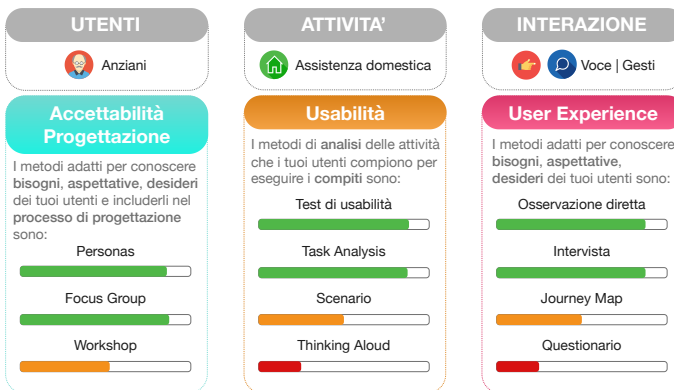 UTENTI
Anziani
Accettabilità
Progettazione
I metodi adatti per conoscere
bisogni, aspettative, desideri
dei tuoi utenti e includerli nel
processo di progettazione
sono:
Personas
Focus Group
Workshop
ATTIVITA’
Assistenza domestica
Usabilità
I metodi di analisi delle attività
che i tuoi utenti compiono per
eseguire i compiti sono:
Test di usabilità
Task Analysis
Scenario
Thinking Aloud
INTERAZIONE
Voce | Gesti
User Experience
I metodi adatti per conoscere
bisogni, aspettative,
desideri dei tuoi utenti sono:
Osservazione diretta
Intervista
Journey Map
Questionario